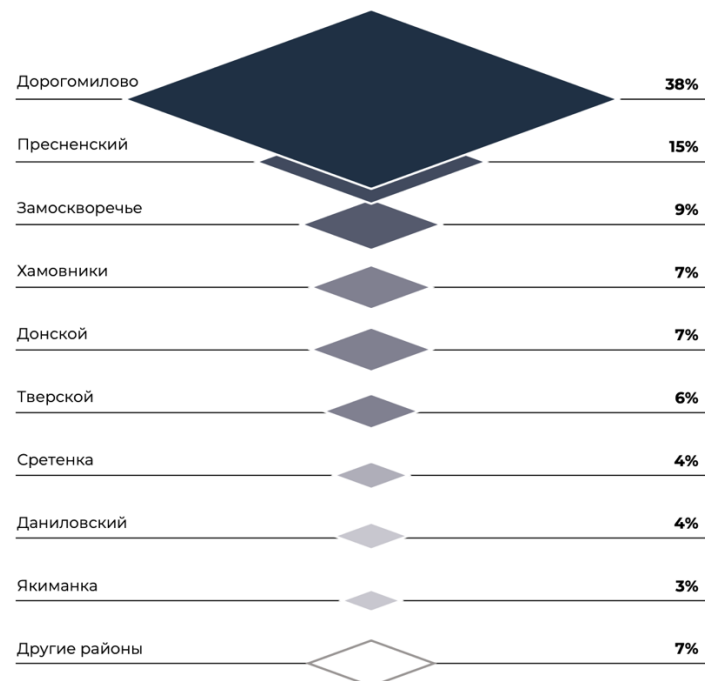 Дорогомилово 38%
Пресненский 15%
Замоскворечье 9%
Хамовники 7%
Донской 7%
Тверской 6%
Сретенка 4%
Даниловский 4%
Якиманка 3%
Другие районы 7%